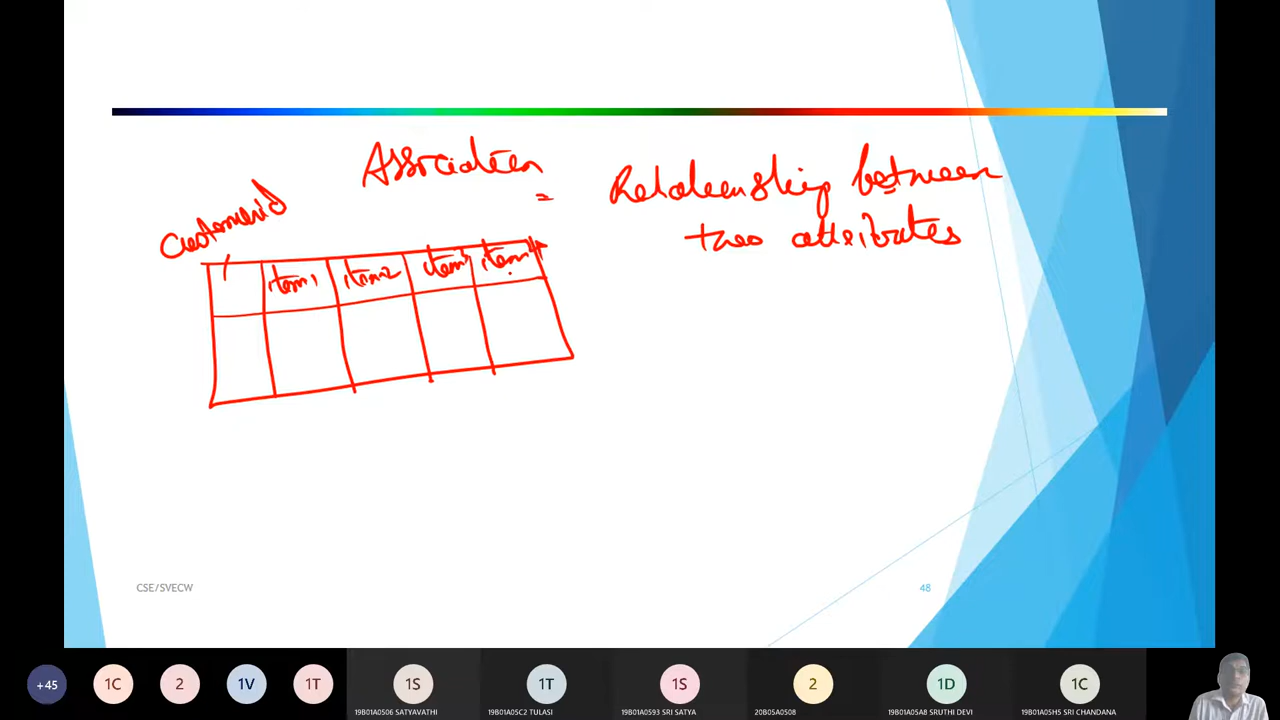 Association
= Relationship between
two attributes
Customerid
item1 item2 item3 item4
CSE/SVECW
48
+45 1C 2 1V 1T 1S 1T 1S 2 1D 1C
19B01A0506 SATYAVATHI 19B01A05C2 TULASI 19B01A0593 SRI SATYA 20B05A0508 19B01A05A8 SRUTHI DEVI 19B01A05H5 SRI CHANDANA